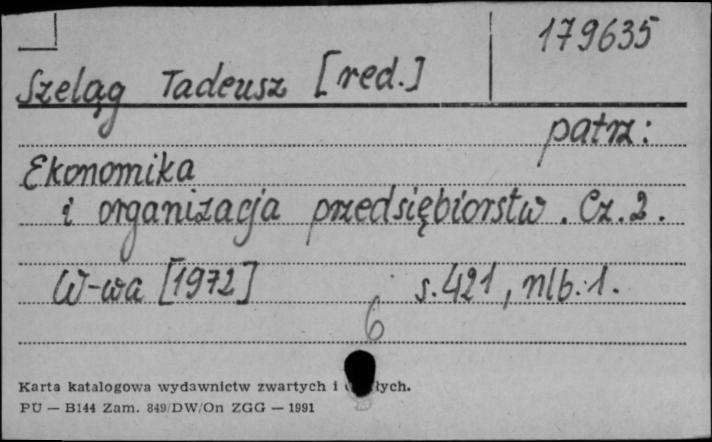 179635
Szeląg Tadeusz [red.]
patrz:
Ekonomika
i organizacja przedsiębiorstw. Cz. 2.
W-wa [1972] s. 421, nlb. 1.
6
Karta katalogowa wydawnictw zwartych i
PU — B144 Zam. 849/DW/On ZGG — 1991